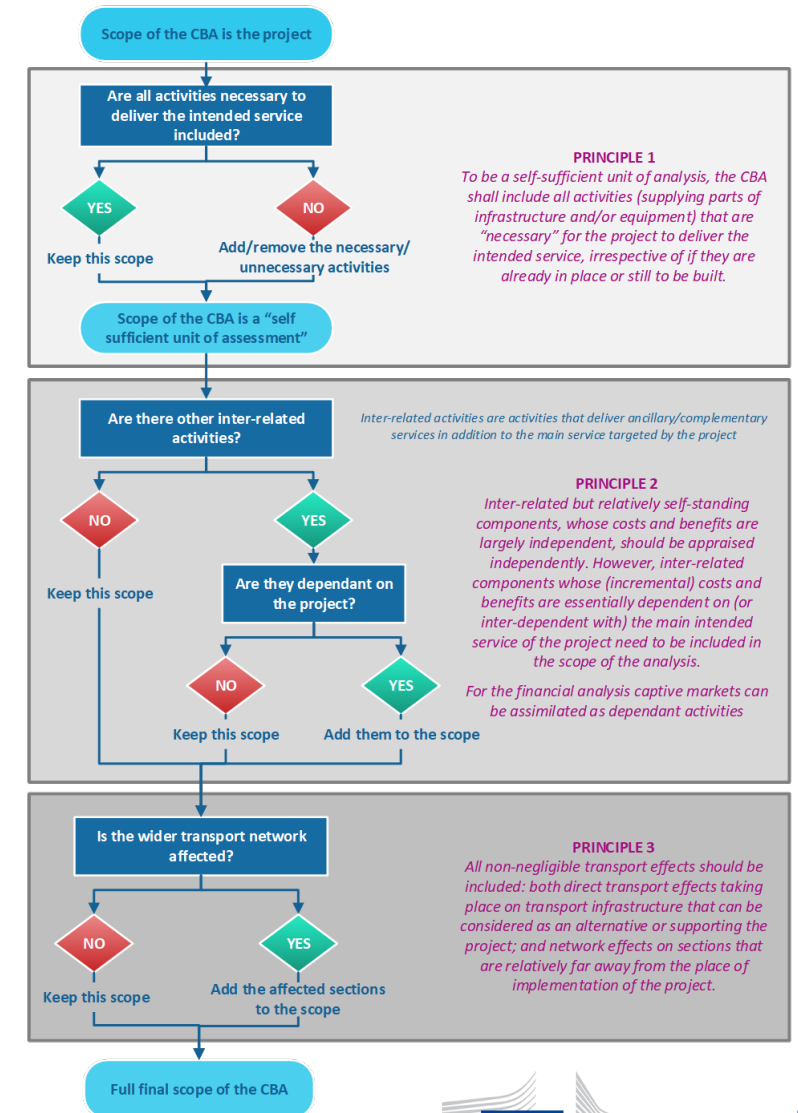 Scope of the CBA is the project
Are all activities necessary to
deliver the intended service
included?
YES
NO
Keep this scope
Add/remove the necessary/
unnecessary activities
PRINCIPLE 1
To be a self-sufficient unit of analysis, the CBA
shall include all activities (supplying parts of
infrastructure and/or equipment) that are
“necessary” for the project to deliver the
intended service, irrespective of if they are
already in place or still to be built.
Scope of the CBA is a “self
sufficient unit of assessment”
Are there other inter-related
activities?
Inter-related activities are activities that deliver ancillary/complementary
services in addition to the main service targeted by the project
NO
YES
Keep this scope
Are they dependant on
the project?
NO
YES
Keep this scope
Add them to the scope
PRINCIPLE 2
Inter-related but relatively self-standing
components, whose costs and benefits are
largely independent, should be appraised
independently. However, inter-related
components whose (incremental) costs and
benefits are essentially dependent on (or
inter-dependent with) the main intended
service of the project need to be included in
the scope of the analysis.
For the financial analysis captive markets can
be assimilated as dependant activities
Is the wider transport network
affected?
NO
YES
Keep this scope
Add the affected sections
to the scope
PRINCIPLE 3
All non-negligible transport effects should be
included: both direct transport effects taking
place on transport infrastructure that can be
considered as an alternative or supporting the
project; and network effects on sections that
are relatively far away from the place of
implementation of the project.
Full final scope of the CBA